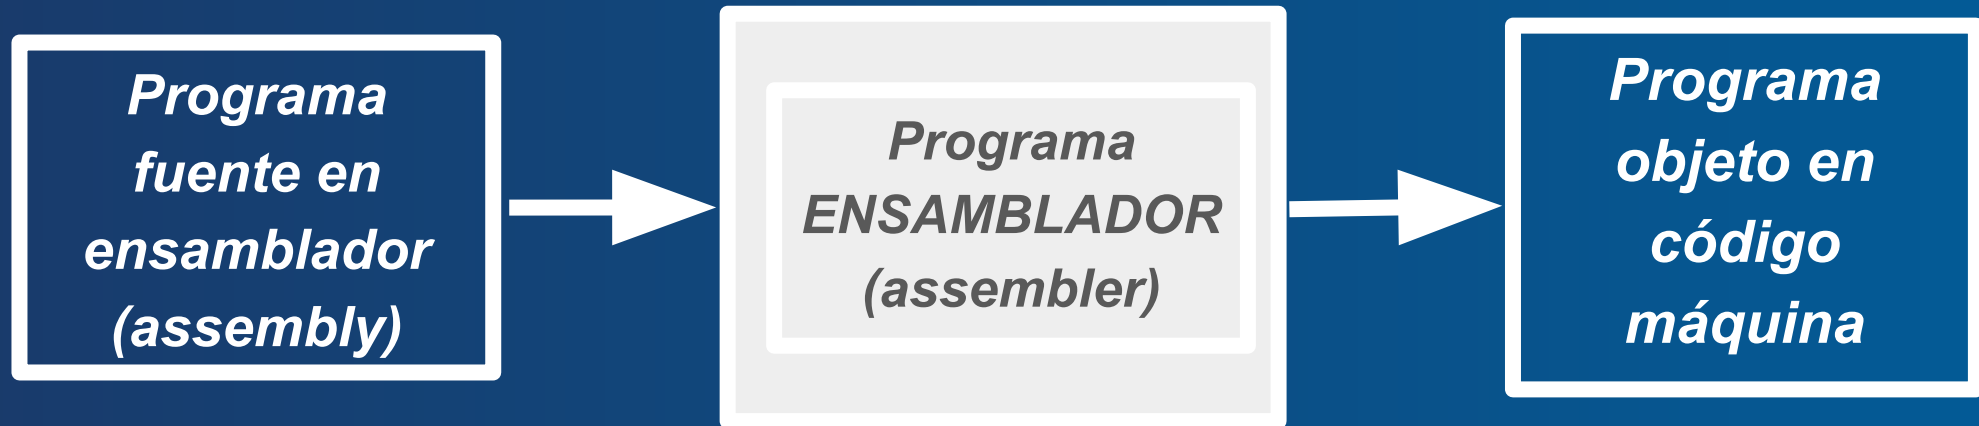 Programa
fuente en
ensamblador
(assembly)
Programa
ENSAMBLADOR
(assembler)
Programa
objeto en
código
máquina